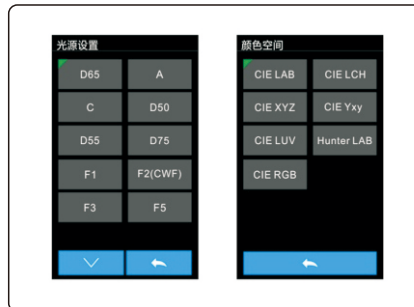 光源设置
D65 A
C D50
D55 D75
F1 F2(CWF)
F3 F5
颜色空间
CIE LAB CIE LCH
CIE XYZ CIE Yxy
CIE LUV Hunter LAB
CIE RGB